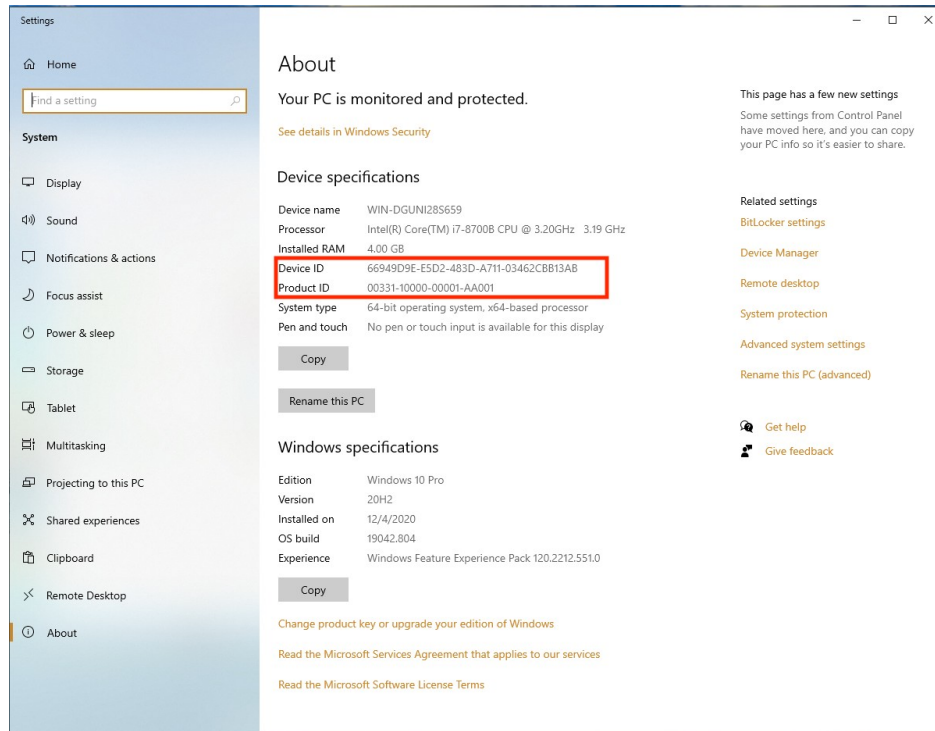 Settings
Home
Find a setting
System
Display
Sound
Notifications & actions
Focus assist
Power & sleep
Storage
Tablet
Multitasking
Projecting to this PC
Shared experiences
Clipboard
Remote Desktop
About
About
Your PC is monitored and protected.
See details in Windows Security
Device specifications
Device name WIN-DGUNI28S659
Processor Intel(R) Core(TM) i7-8700B CPU @ 3.20GHz 3.19 GHz
Installed RAM 4.00 GB
Device ID 66949D9E-E5D2-483D-A711-03462CBB13AB
Product ID 00331-10000-00001-AA001
System type 64-bit operating system, x64-based processor
Pen and touch No pen or touch input is available for this display
Copy
Rename this PC
Windows specifications
Edition Windows 10 Pro
Version 20H2
Installed on 12/4/2020
OS build 19042.804
Experience Windows Feature Experience Pack 120.2212.551.0
Copy
Change product key or upgrade your edition of Windows
Read the Microsoft Services Agreement that applies to our services
Read the Microsoft Software License Terms
This page has a few new settings
Some settings from Control Panel
have moved here, and you can copy
your PC info so it's easier to share.
Related settings
BitLocker settings
Device Manager
Remote desktop
System protection
Advanced system settings
Rename this PC (advanced)
Get help
Give feedback